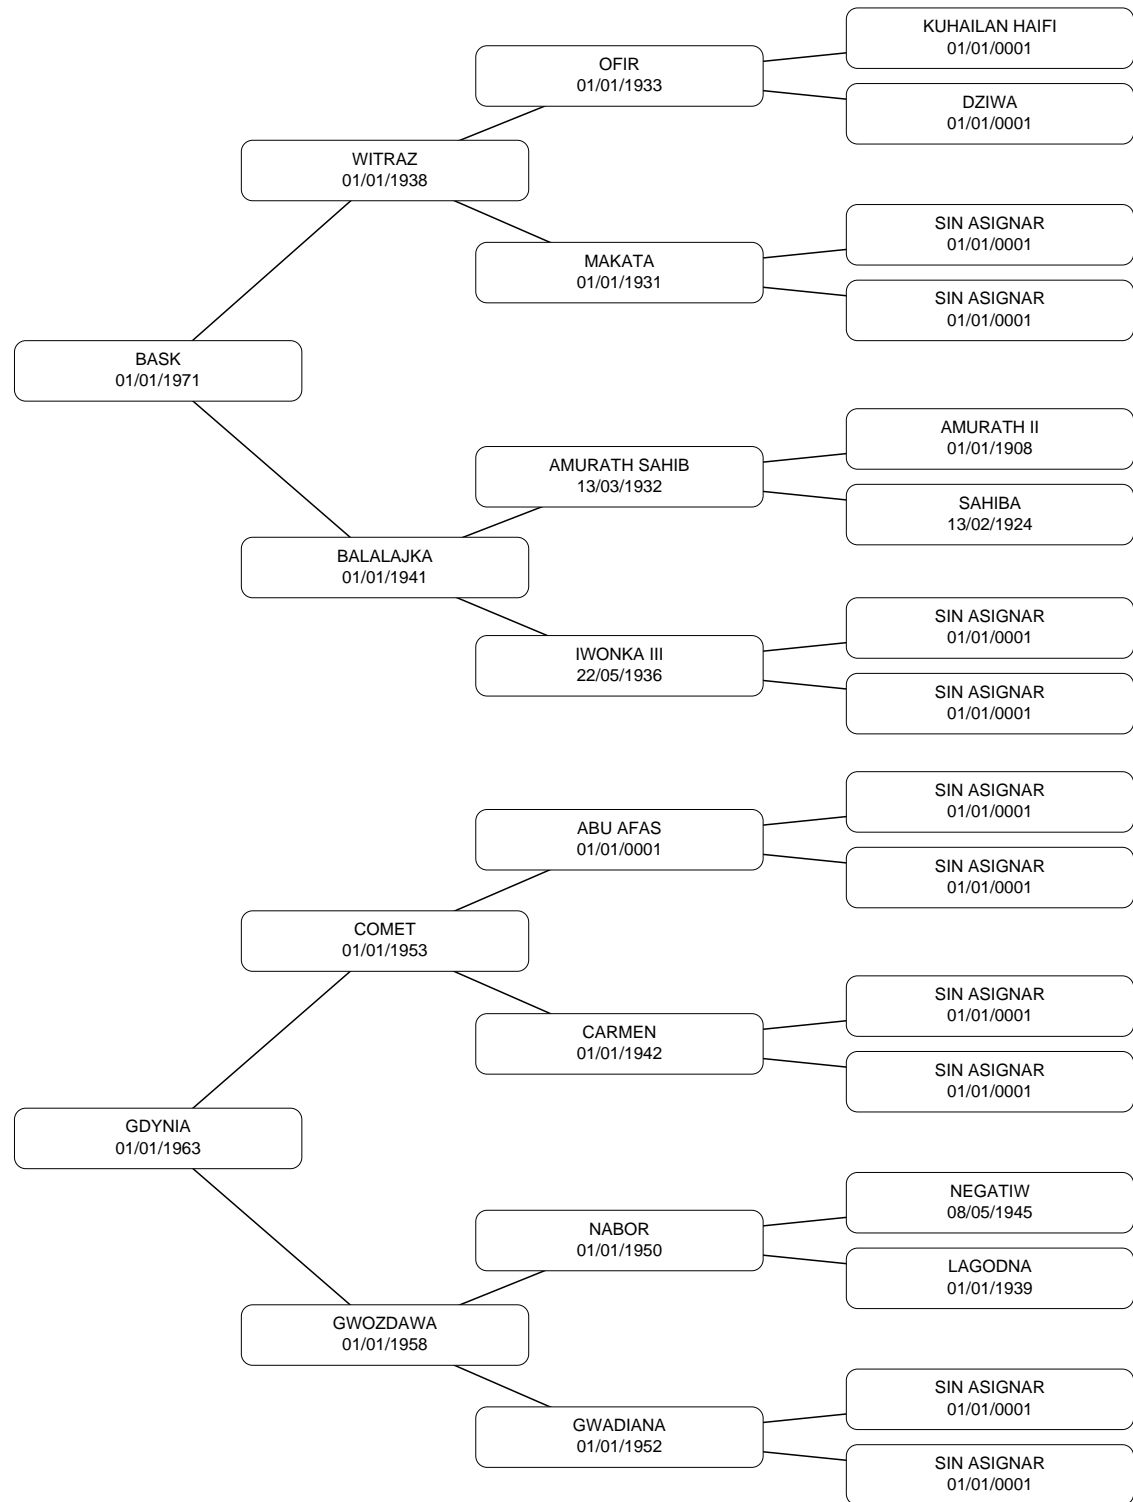 KUHAILAN HAIFI
01/01/0001
OFIR
01/01/1933
DZIWA
01/01/0001
WITRAZ
01/01/1938
SIN ASIGNAR
01/01/0001
MAKATA
01/01/1931
SIN ASIGNAR
01/01/0001
BASK
01/01/1971
AMURATH II
01/01/1908
AMURATH SAHIB
13/03/1932
SAHIBA
13/02/1924
BALALAJKA
01/01/1941
SIN ASIGNAR
01/01/0001
IWONKA III
22/05/1936
SIN ASIGNAR
01/01/0001
SIN ASIGNAR
01/01/0001
ABU AFAS
01/01/0001
SIN ASIGNAR
01/01/0001
COMET
01/01/1953
SIN ASIGNAR
01/01/0001
CARMEN
01/01/1942
SIN ASIGNAR
01/01/0001
GDYNIA
01/01/1963
NEGATIW
08/05/1945
NABOR
01/01/1950
LAGODNA
01/01/1939
GWOZDAWA
01/01/1958
SIN ASIGNAR
01/01/0001
GWADIANA
01/01/1952
SIN ASIGNAR
01/01/0001